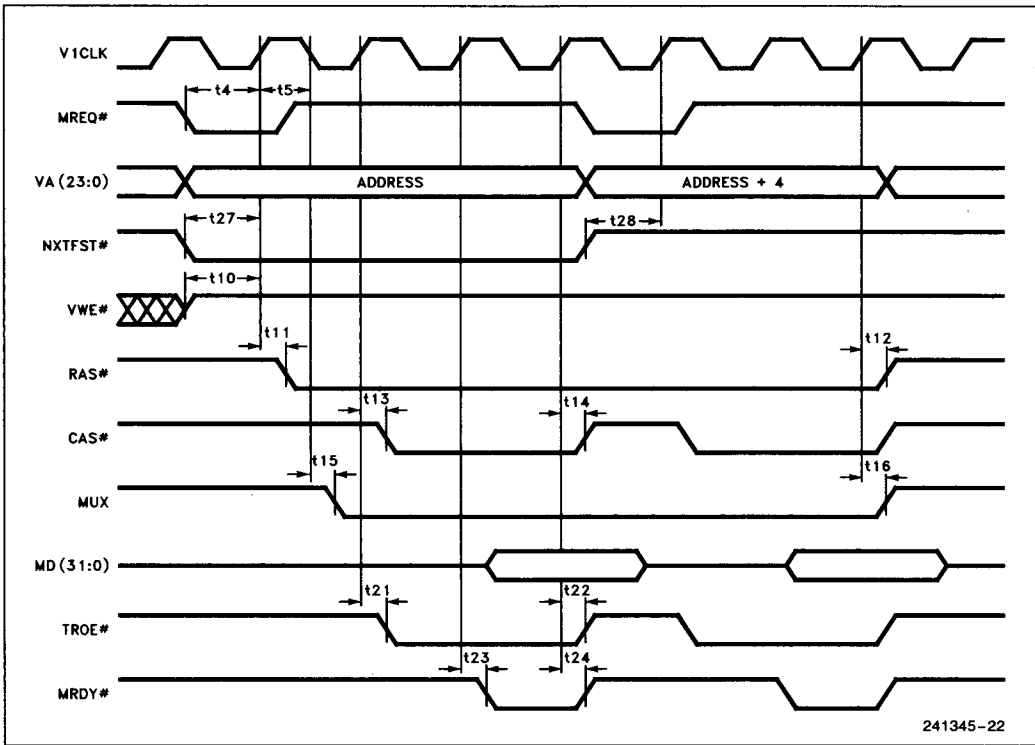 V1CLK
t4 t5
MREQ#
VA (23:0) ADDRESS ADDRESS + 4
t27 t28
NXTFST#
t10
VWE#
t11 t12
RAS#
t13 t14
CAS#
t15 t16
MUX
MD (31:0)
t21 t22
TROE#
t23 t24
MRDY#
241345-22